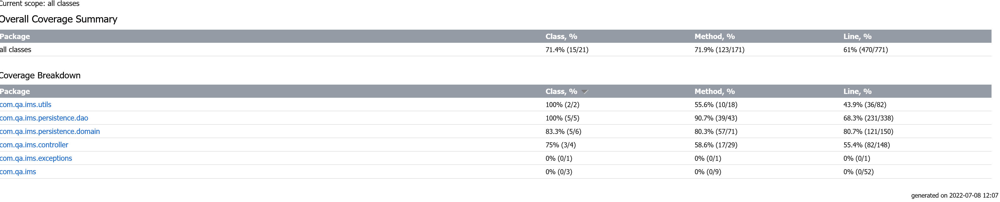 Current scope: all classes
Overall Coverage Summary
Package Class, % Method, % Line, %
all classes 71.4% (15/21) 71.9% (123/171) 61% (470/771)
Coverage Breakdown
Package Class, % Method, % Line, %
com.qa.ims.utils 100% (2/2) 55.6% (10/18) 43.9% (36/82)
com.qa.ims.persistence.dao 100% (5/5) 90.7% (39/43) 68.3% (231/338)
com.qa.ims.persistence.domain 83.3% (5/6) 80.3% (57/71) 80.7% (121/150)
com.qa.ims.controller 75% (3/4) 58.6% (17/29) 55.4% (82/148)
com.qa.ims.exceptions 0% (0/1) 0% (0/1) 0% (0/1)
com.qa.ims 0% (0/3) 0% (0/9) 0% (0/52)
generated on 2022-07-08 12:07